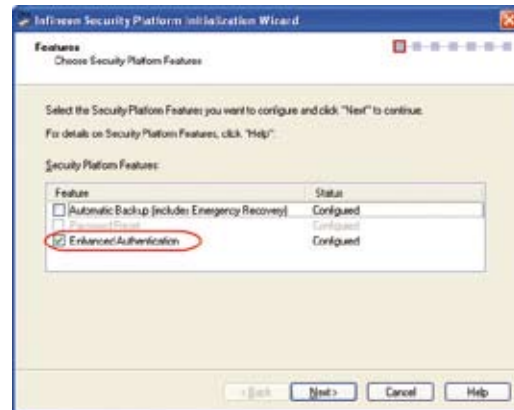 Infineon Security Platform Initialization Wizard
Features
Choose Security Platform Features
Select the Security Platform Features you want to configure and click "Next" to continue.
For details on Security Platform Features, click "Help".
Security Platform Features:
Feature Status
Automatic Backup (includes Emergency Recovery) Configured
Password Reset Configured
Enhanced Authentication Configured
< Back Next > Cancel Help